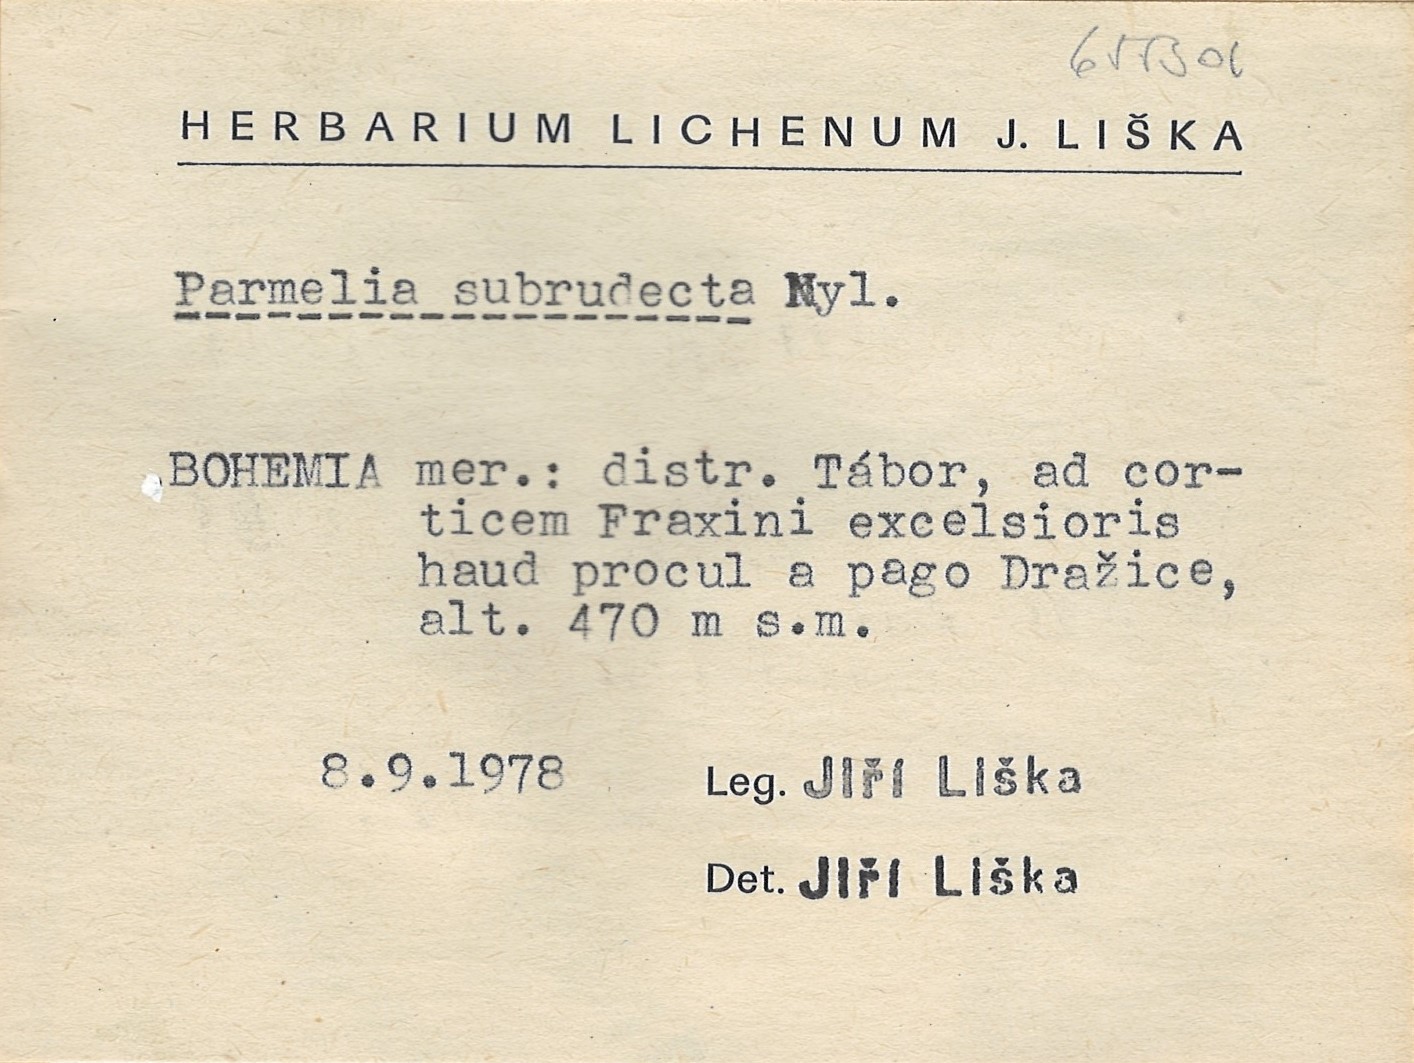 HERBARIUM LICHENUM J. LIŠKA
Parmelia subrudecta Nyl.
BOHEMIA mer.: distr. Tábor, ad cor-
ticem Fraxini excelsioris
haud procul a pago Dražice,
alt. 470 m s.m.
8.9.1978
Leg. Jiří Liška
Det. Jiří Liška